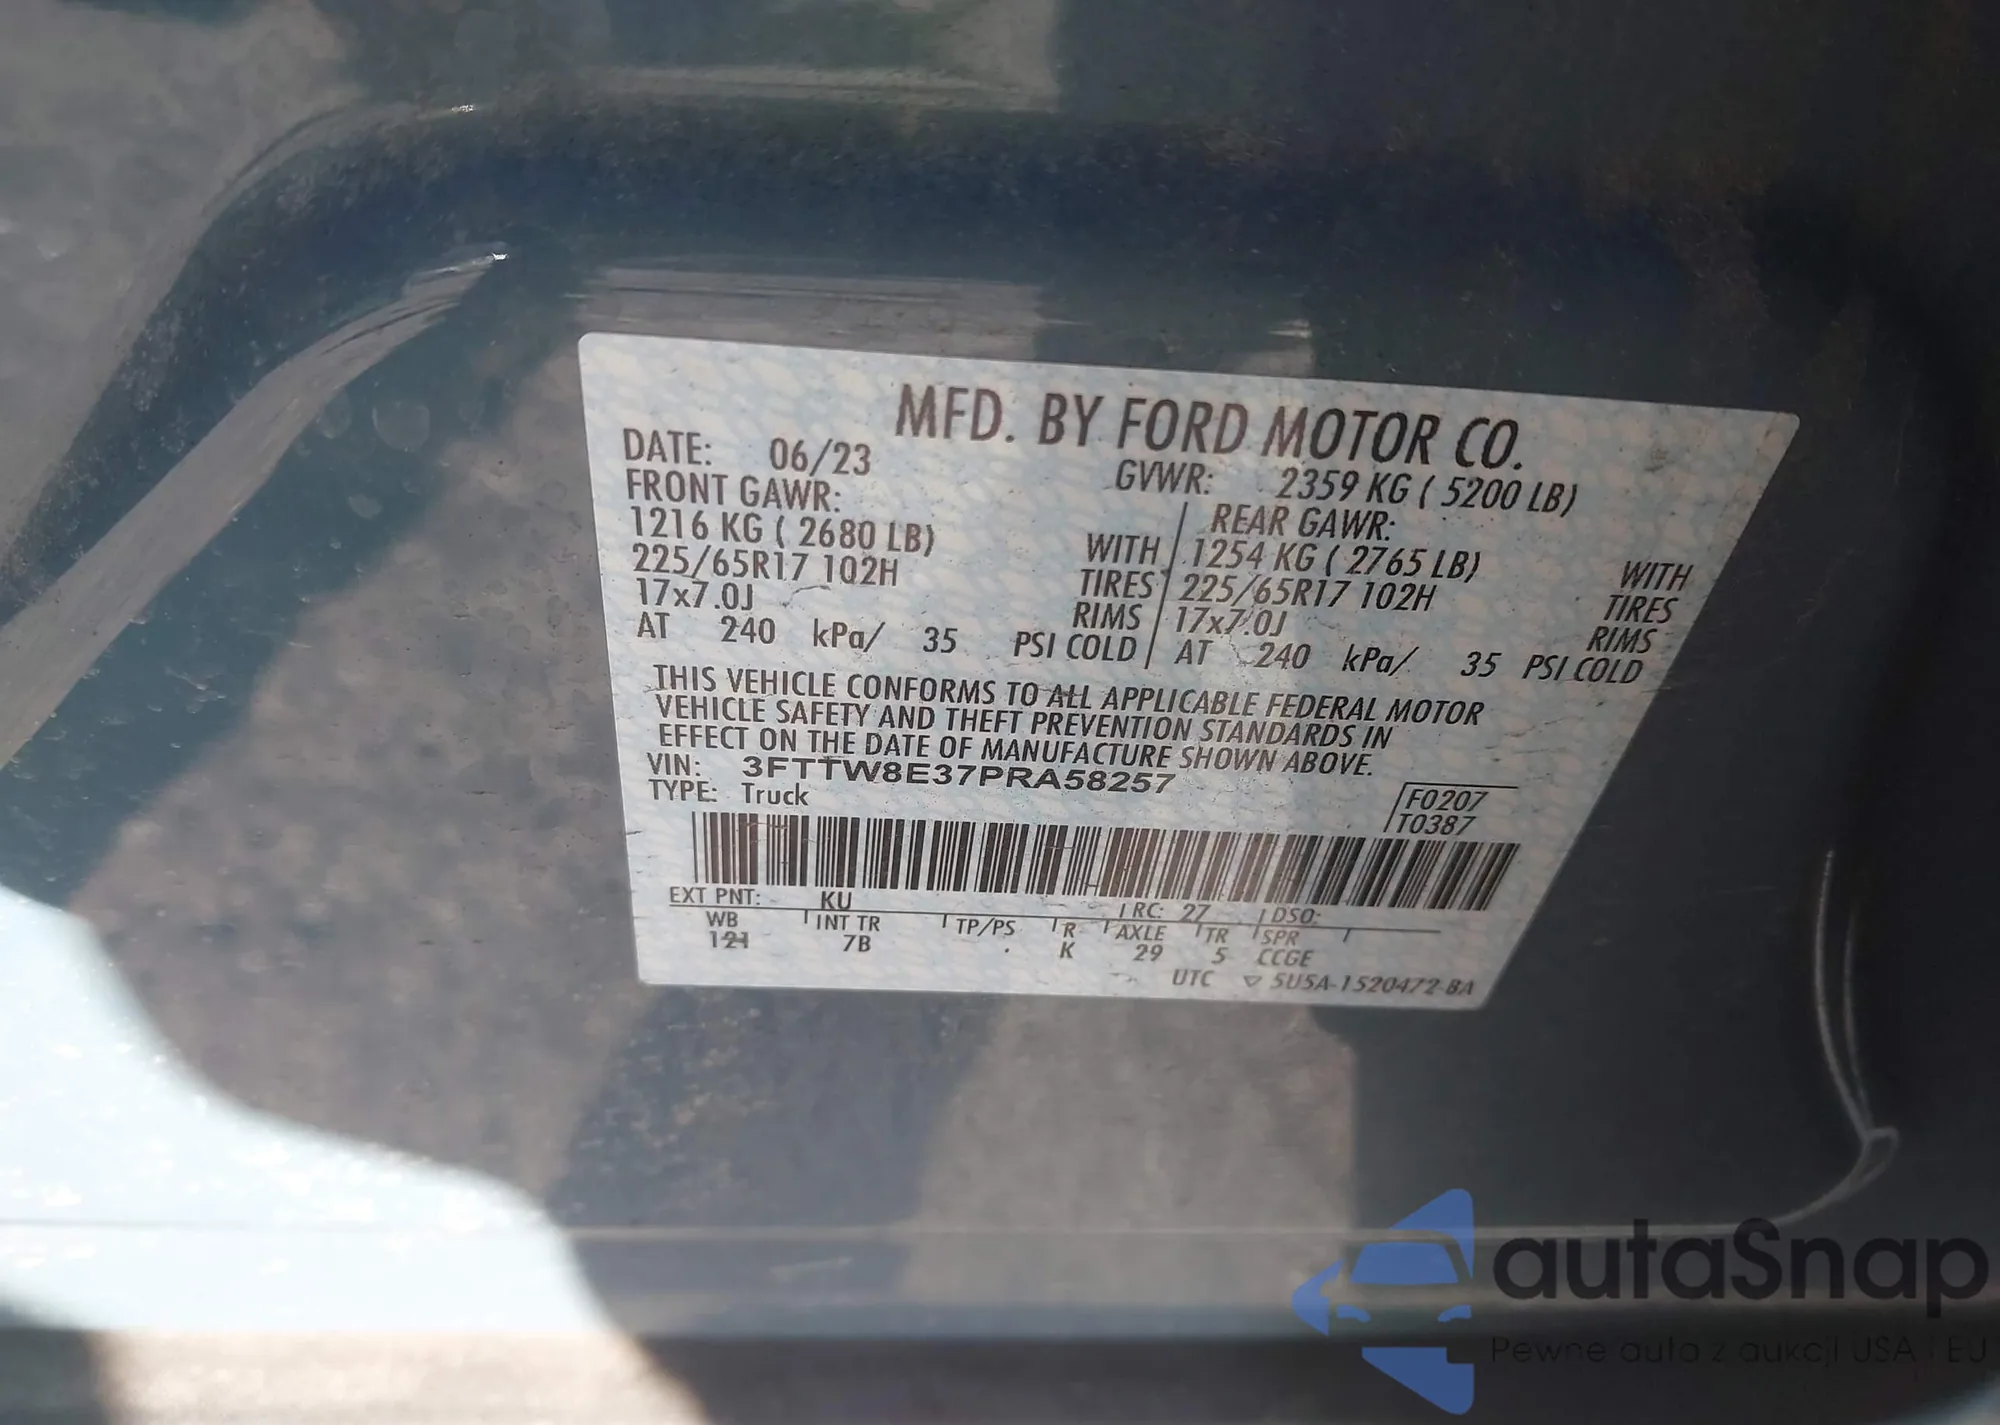 MFD. BY FORD MOTOR CO.
DATE: 06/23 GVWR: 2359 KG ( 5200 LB)
FRONT GAWR: REAR GAWR:
1216 KG ( 2680 LB) WITH 1254 KG ( 2765 LB) WITH
225/65R17 102H TIRES 225/65R17 102H TIRES
17x7.0J RIMS 17x7.0J RIMS
AT 240 kPa/ 35 PSI COLD AT 240 kPa/ 35 PSI COLD
THIS VEHICLE CONFORMS TO ALL APPLICABLE FEDERAL MOTOR
VEHICLE SAFETY AND THEFT PREVENTION STANDARDS IN
EFFECT ON THE DATE OF MANUFACTURE SHOWN ABOVE.
VIN: 3FTTW8E37PRA58257
TYPE: Truck
F0207
T0387
EXT PNT: KU RC: 27 DSO:
WB INT TR TP/PS R AXLE TR SPR
121 7B . K 29 5 CCGE
UTC ▽ 5U5A-1520472-BA
autaSnap
Pewne auta z aukcji USA i EU